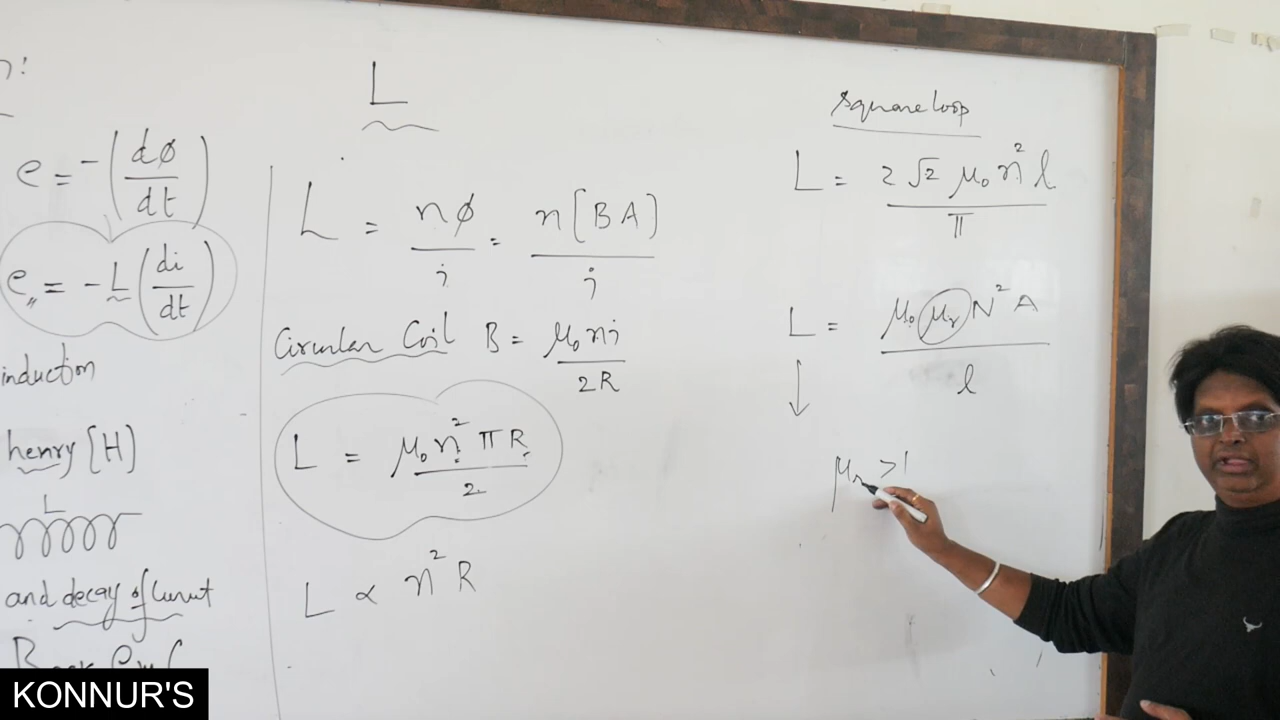 n:
e = -(dφ/dt)
e = -L(di/dt)
induction
henry [H]
L
and decay of Currut
L
L = nφ/i = n[BA]/i
Circular Coil B = μ₀ni/2R
L = μ₀n²πR/2
L ∝ n²R
Square loop
L = 2√2 μ₀n²l/π
L = μ₀μᵣN²A/l
↓
μᵣ >1
KONNUR'S